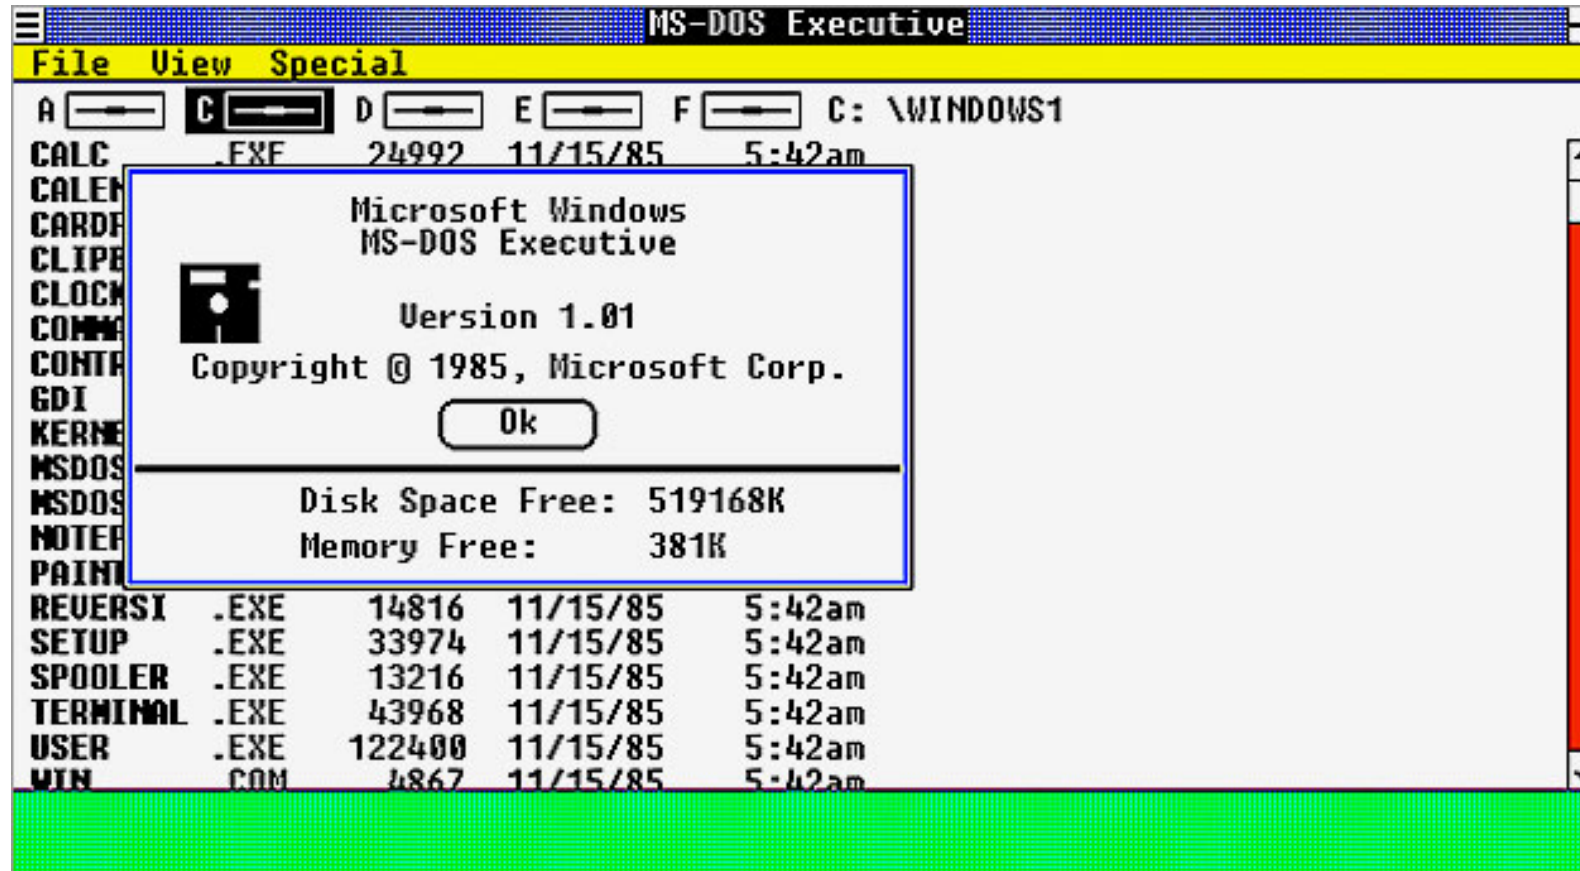 MS-DOS Executive
File View Special
A C D E F C: \WINDOWS1
CALC .EXE 24992 11/15/85 5:42am
CALEN
CARDF
CLIPB
CLOCK
COMMA
CONTR
GDI
KERNE
MSDOS
MSDOS
NOTEP
PAINT
Microsoft Windows
MS-DOS Executive
Version 1.01
Copyright © 1985, Microsoft Corp.
Ok
Disk Space Free: 519168K
Memory Free: 381K
REVERSI .EXE 14816 11/15/85 5:42am
SETUP .EXE 33974 11/15/85 5:42am
SPOOLER .EXE 13216 11/15/85 5:42am
TERMINAL .EXE 43968 11/15/85 5:42am
USER .EXE 122400 11/15/85 5:42am
WIN .COM 4867 11/15/85 5:42am